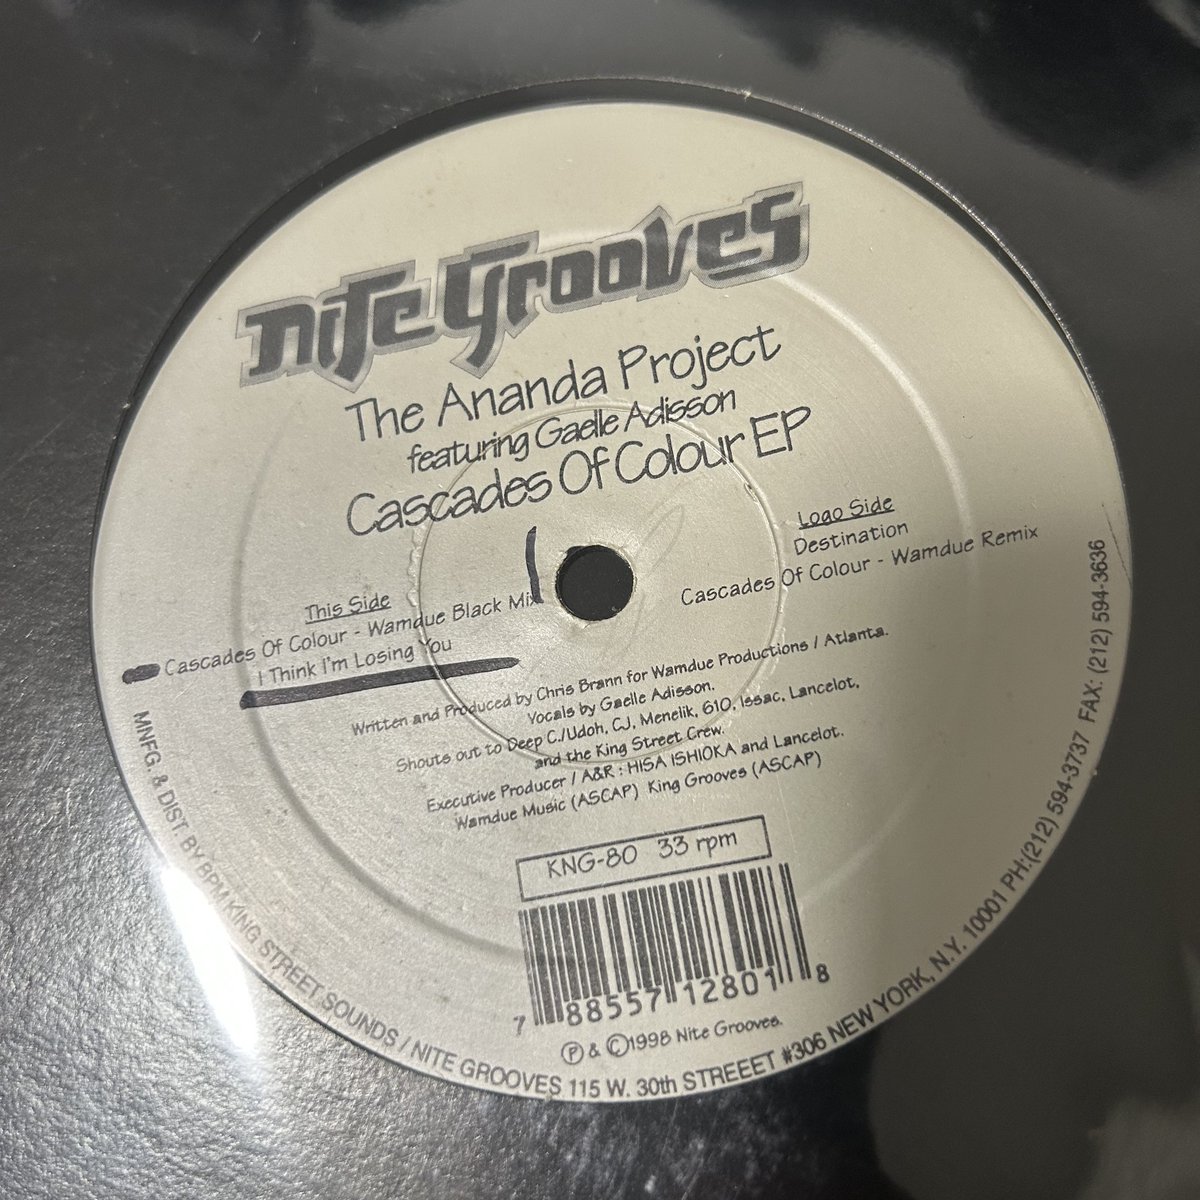 Nite Grooves
The Ananda Project
featuring Gaelle Adisson
Cascades Of Colour EP
This Side
Cascades Of Colour - Wamdue Black Mix
I Think I'm Losing You
Logo Side
Destination
Cascades Of Colour - Wamdue Remix
Written and Produced by Chris Brann for Wamdue Productions / Atlanta.
Vocals by Gaelle Adisson.
Shouts out to Deep C./Udoh, CJ, Menelik, 610, Issac, Lancelot,
and the King Street Crew.
Executive Producer / A&R : HISA ISHIOKA and Lancelot.
Wamdue Music (ASCAP) King Grooves (ASCAP)
KNG-80 33 rpm
7 88557 12801 8
℗ & ©1998 Nite Grooves.
MNFG. & DIST. BY BPM KING STREET SOUNDS / NITE GROOVES 115 W. 30th STREEET #306 NEW YORK, N.Y. 10001 PH:(212) 594-3737 FAX: (212) 594-3636